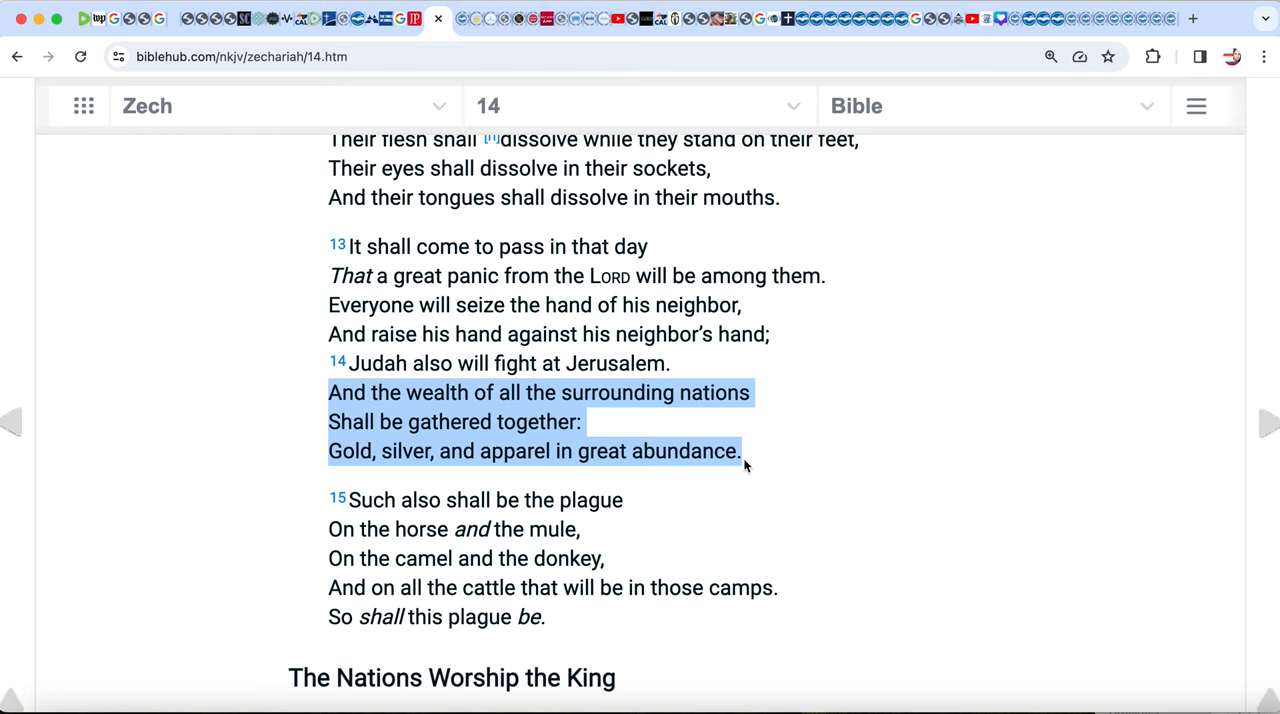 biblehub.com/nkjv/zechariah/14.htm
Zech 14 Bible
Their flesh shall [n]dissolve while they stand on their feet,
Their eyes shall dissolve in their sockets,
And their tongues shall dissolve in their mouths.
13 It shall come to pass in that day
That a great panic from the LORD will be among them.
Everyone will seize the hand of his neighbor,
And raise his hand against his neighbor’s hand;
14 Judah also will fight at Jerusalem.
And the wealth of all the surrounding nations
Shall be gathered together:
Gold, silver, and apparel in great abundance.
15 Such also shall be the plague
On the horse and the mule,
On the camel and the donkey,
And on all the cattle that will be in those camps.
So shall this plague be.
The Nations Worship the King